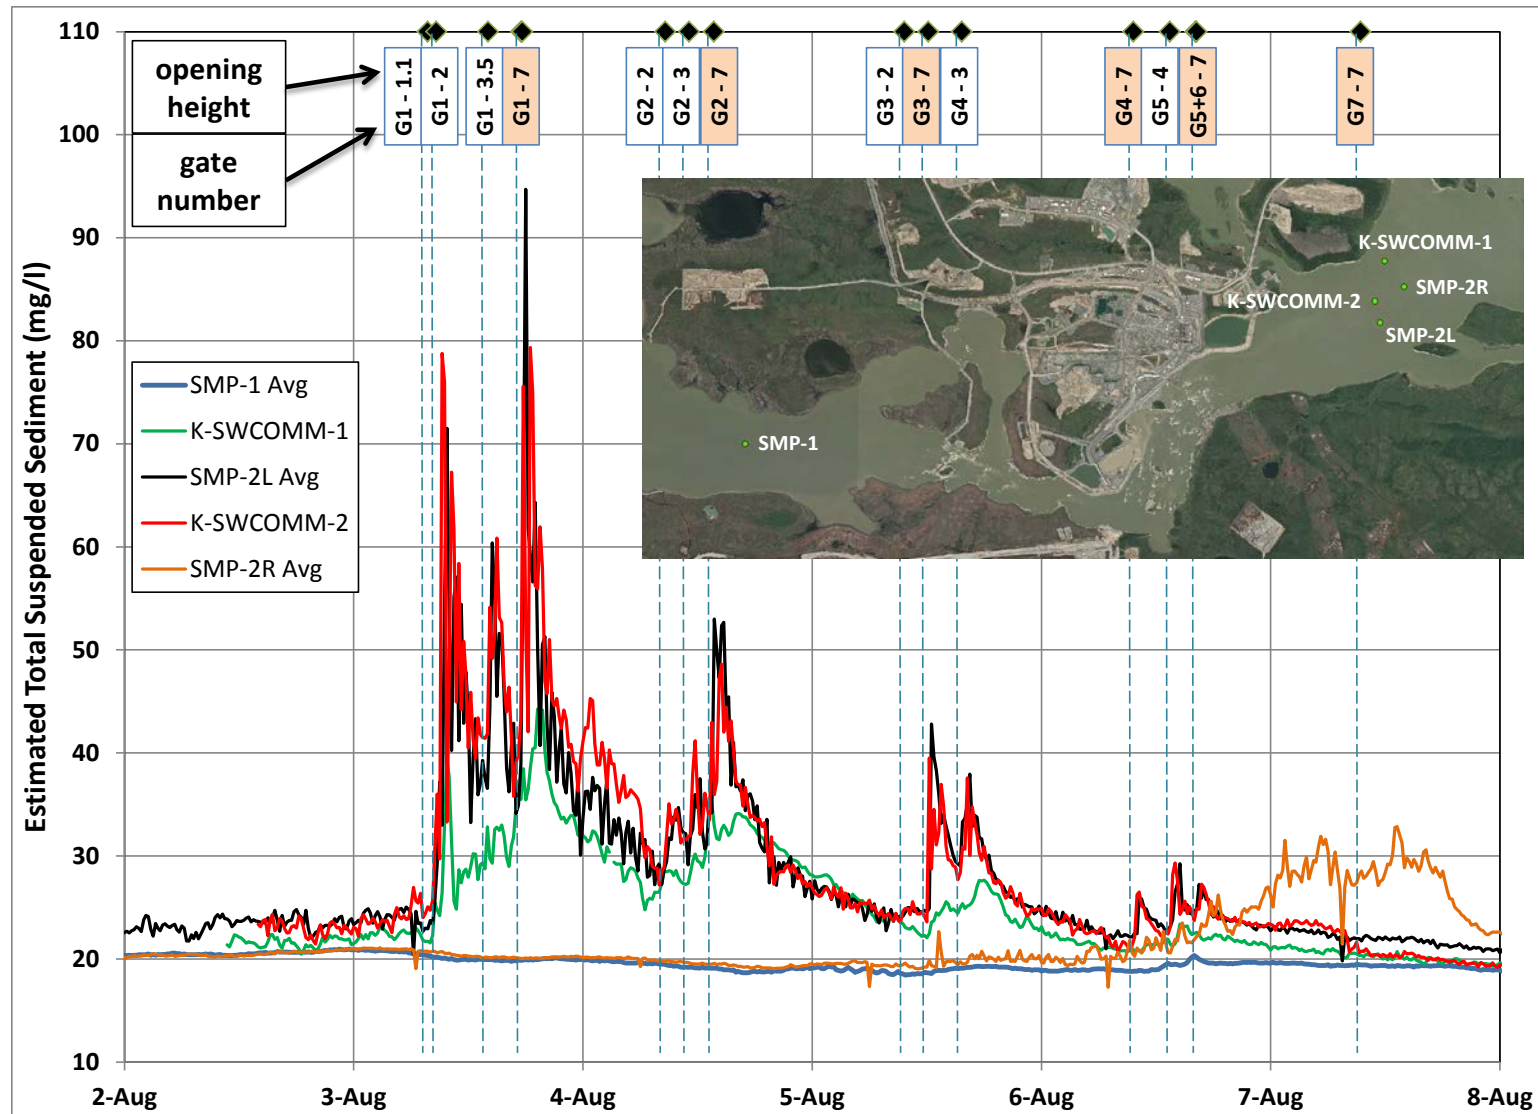 opening
height
gate
number
G1 - 1.1
G1 - 2
G1 - 3.5
G1 - 7
G2 - 2
G2 - 3
G2 - 7
G3 - 2
G3 - 7
G4 - 3
G4 - 7
G5 - 4
G5+6 - 7
G7 - 7
Estimated Total Suspended Sediment (mg/l)
110
100
90
80
70
60
50
40
30
20
10
SMP-1 Avg
K-SWCOMM-1
SMP-2L Avg
K-SWCOMM-2
SMP-2R Avg
K-SWCOMM-1
SMP-2R
K-SWCOMM-2
SMP-2L
SMP-1
2-Aug
3-Aug
4-Aug
5-Aug
6-Aug
7-Aug
8-Aug